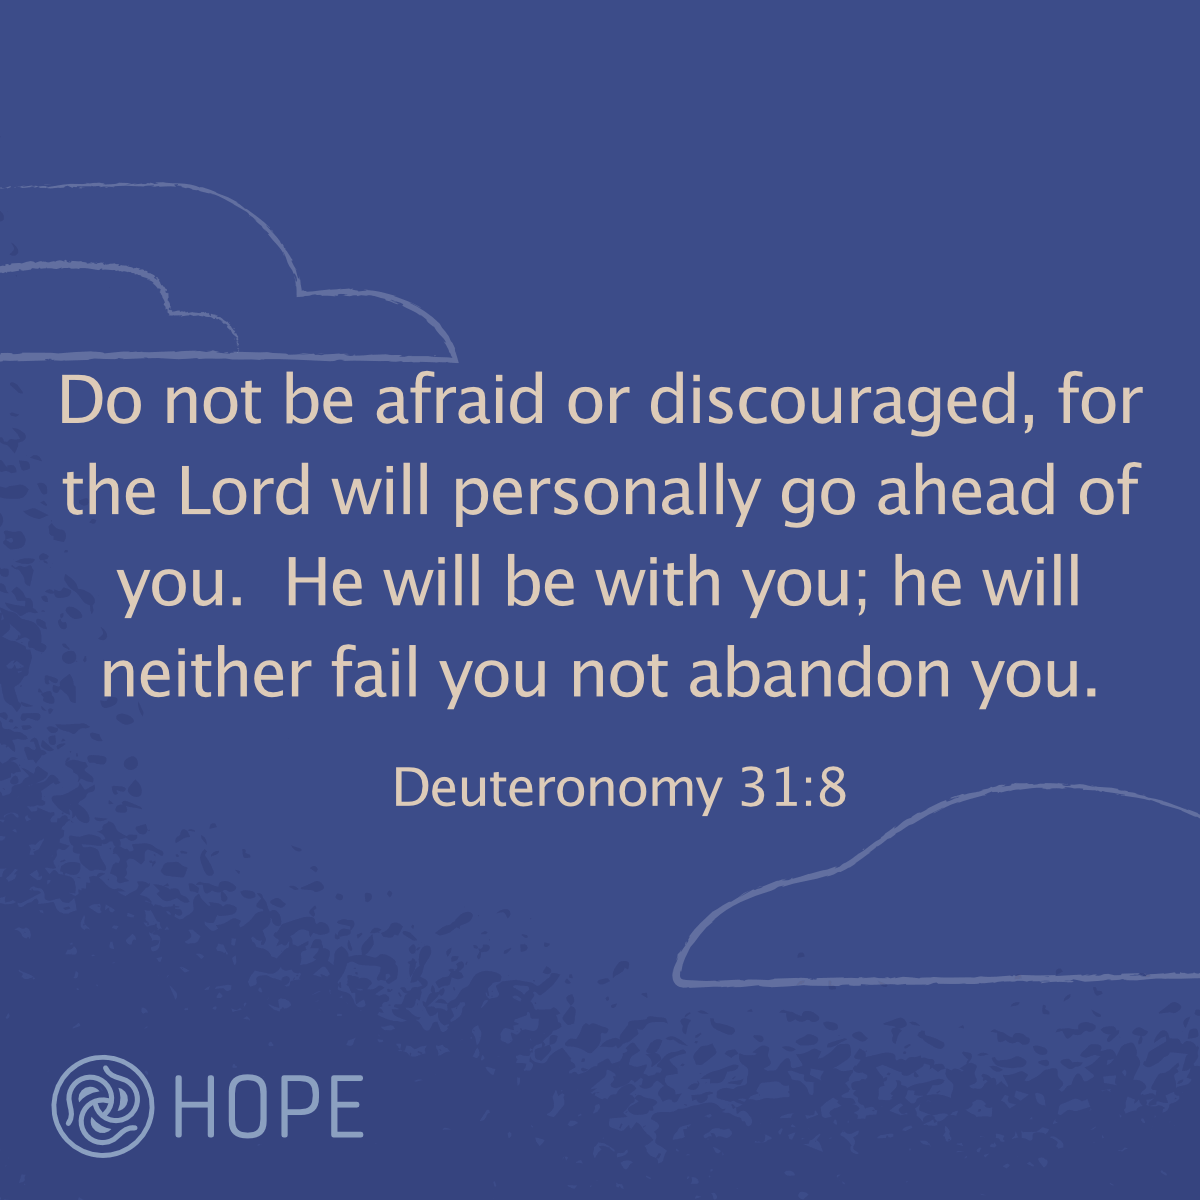 Do not be afraid or discouraged, for
the Lord will personally go ahead of
you.  He will be with you; he will
neither fail you not abandon you.
Deuteronomy 31:8
HOPE